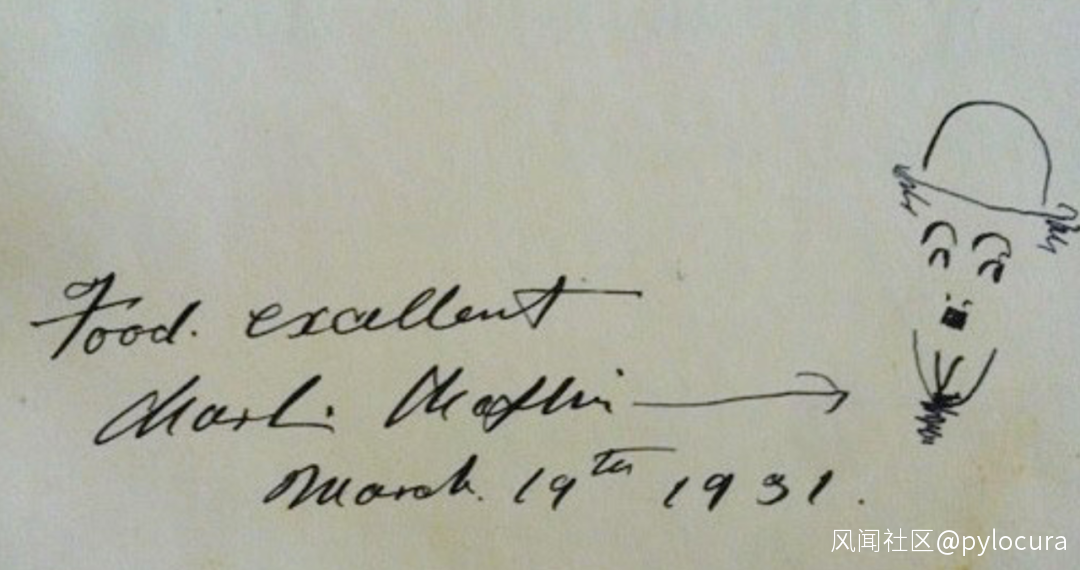 Food. excellent
Charlie Chaplin
March. 19th 1931.
风闻社区@pylocura